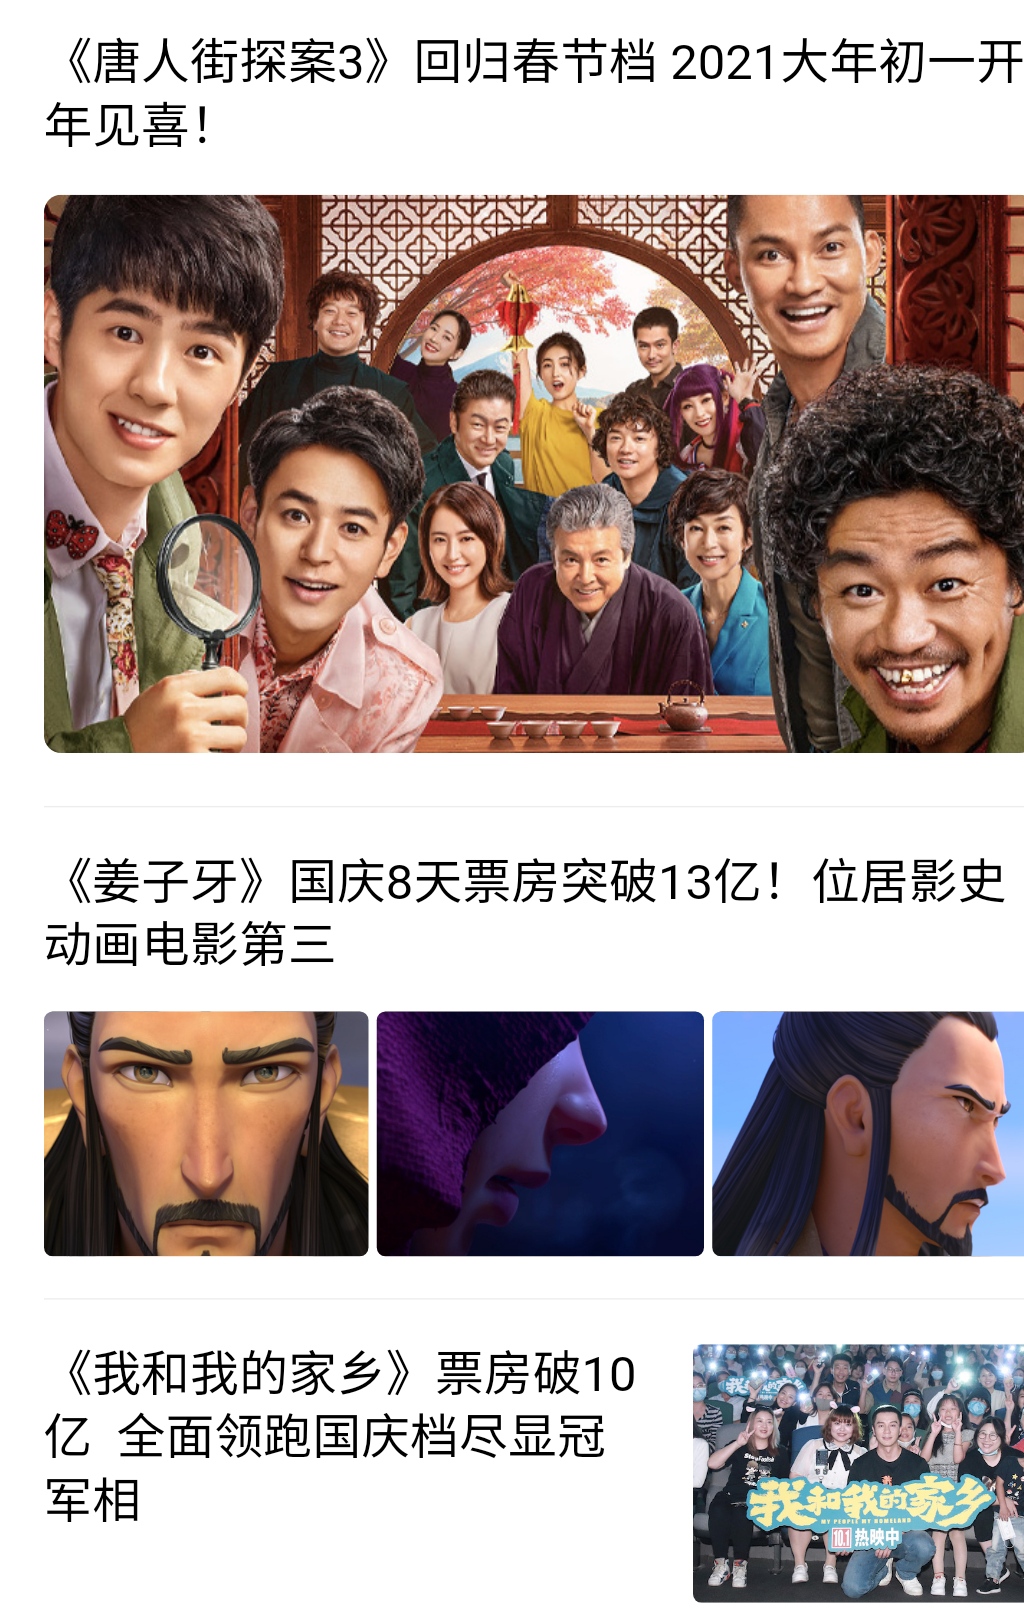 《唐人街探案3》回归春节档 2021大年初一开
年见喜！
《姜子牙》国庆8天票房突破13亿！位居影史
动画电影第三
《我和我的家乡》票房破10
亿 全面领跑国庆档尽显冠
军相
我和我的家乡
MY PEOPLE MY HOMELAND
10.1 热映中